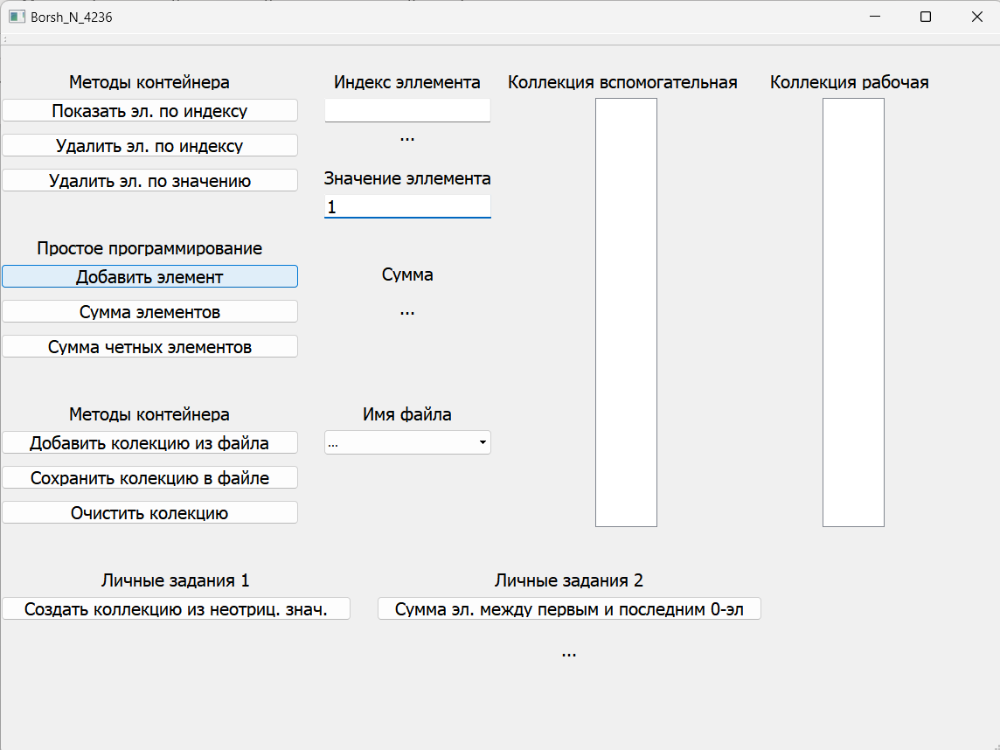 Borsh_N_4236
Методы контейнера
Индекс эллемента
Коллекция вспомогательная
Коллекция рабочая
Показать эл. по индексу
...
Удалить эл. по индексу
Удалить эл. по значению
Значение эллемента
1
Простое программирование
Добавить элемент
Сумма
Сумма элементов
...
Сумма четных элементов
Методы контейнера
Имя файла
Добавить колекцию из файла
...
Сохранить колекцию в файле
Очистить колекцию
Личные задания 1
Личные задания 2
Создать коллекцию из неотриц. знач.
Сумма эл. между первым и последним 0-эл
...